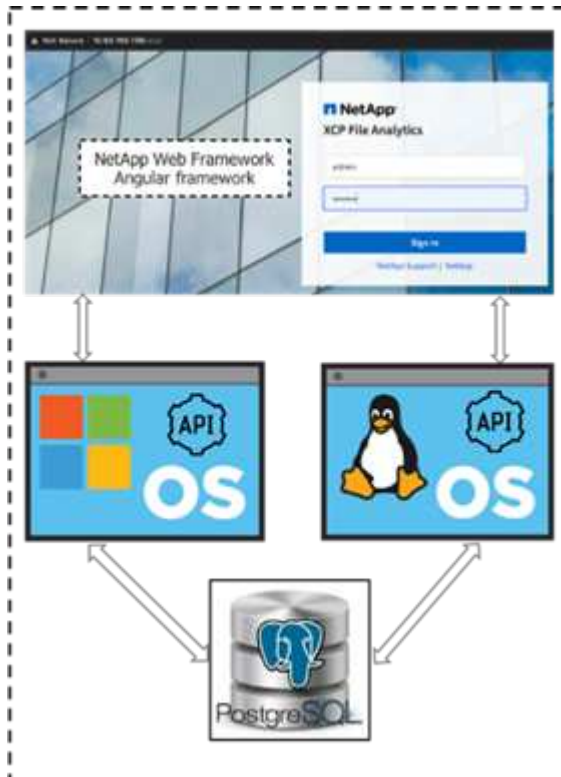 NetApp
XCP File Analytics
NetApp Web Framework
Angular framework
Sign In
API
OS
API
OS
PostgreSQL